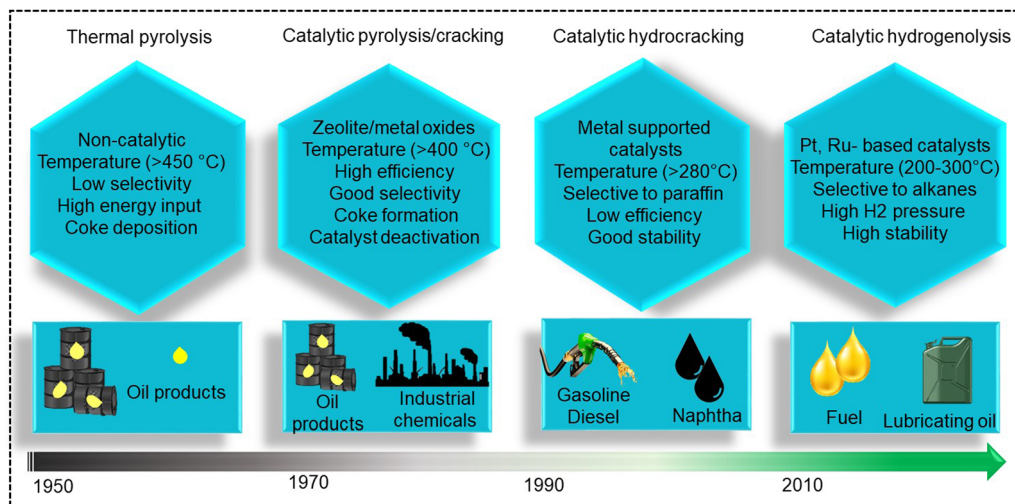 Thermal pyrolysis
Non-catalytic
Temperature (>450 °C)
Low selectivity
High energy input
Coke deposition
Oil products
Catalytic pyrolysis/cracking
Zeolite/metal oxides
Temperature (>400 °C)
High efficiency
Good selectivity
Coke formation
Catalyst deactivation
Oil
products
Industrial
chemicals
Catalytic hydrocracking
Metal supported
catalysts
Temperature (>280°C)
Selective to paraffin
Low efficiency
Good stability
Gasoline
Diesel
Naphtha
Catalytic hydrogenolysis
Pt, Ru- based catalysts
Temperature (200-300°C)
Selective to alkanes
High H2 pressure
High stability
Fuel
Lubricating oil
1950
1970
1990
2010